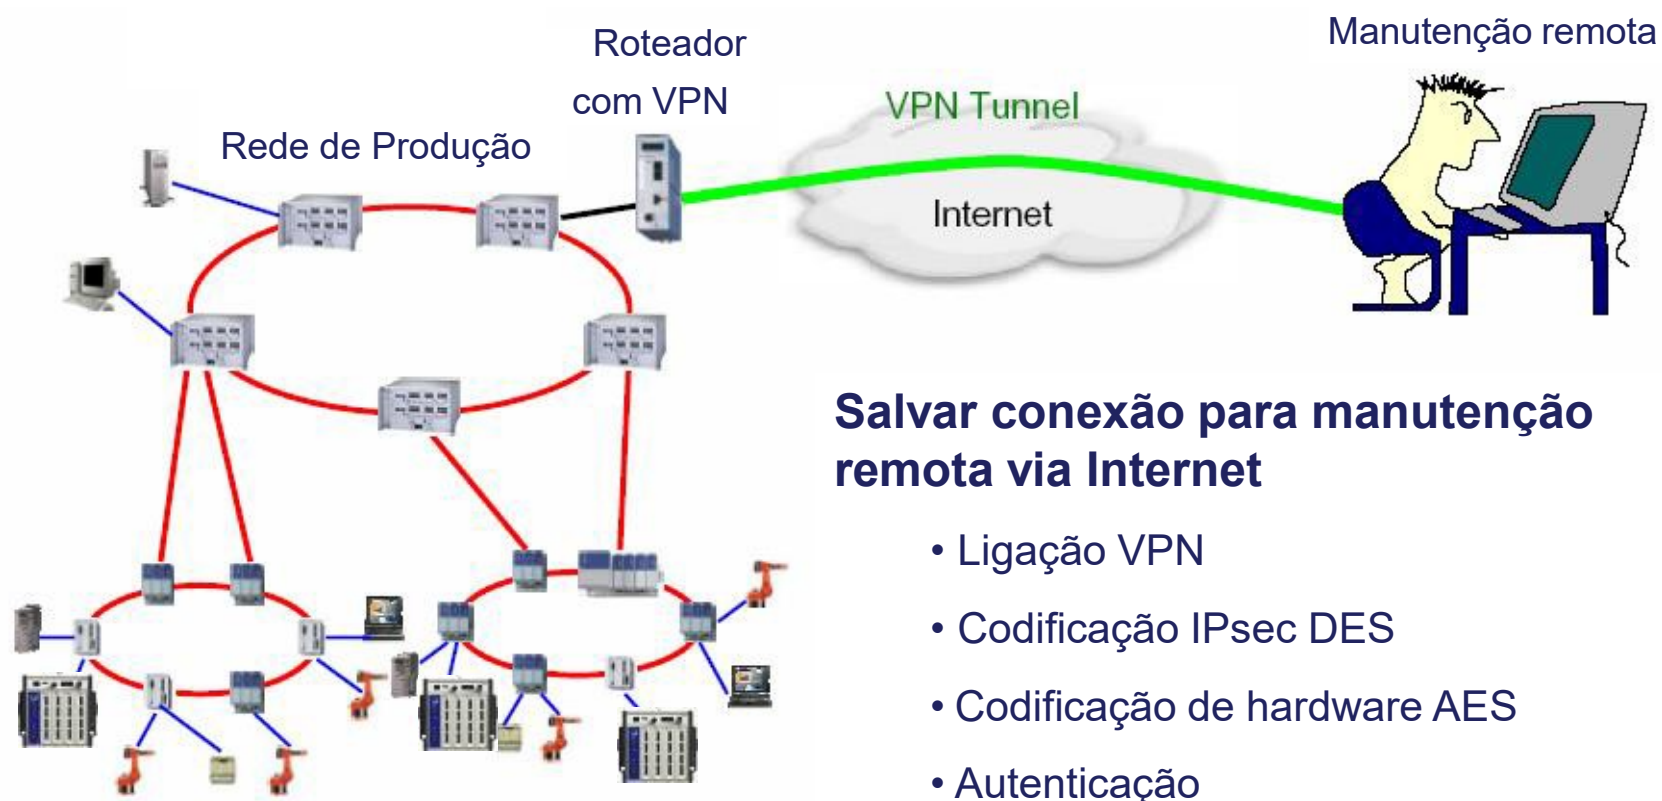 Roteador
com VPN
Rede de Produção
VPN Tunnel
Internet
Manutenção remota
Salvar conexão para manutenção
remota via Internet
• Ligação VPN
• Codificação IPsec DES
• Codificação de hardware AES
• Autenticação